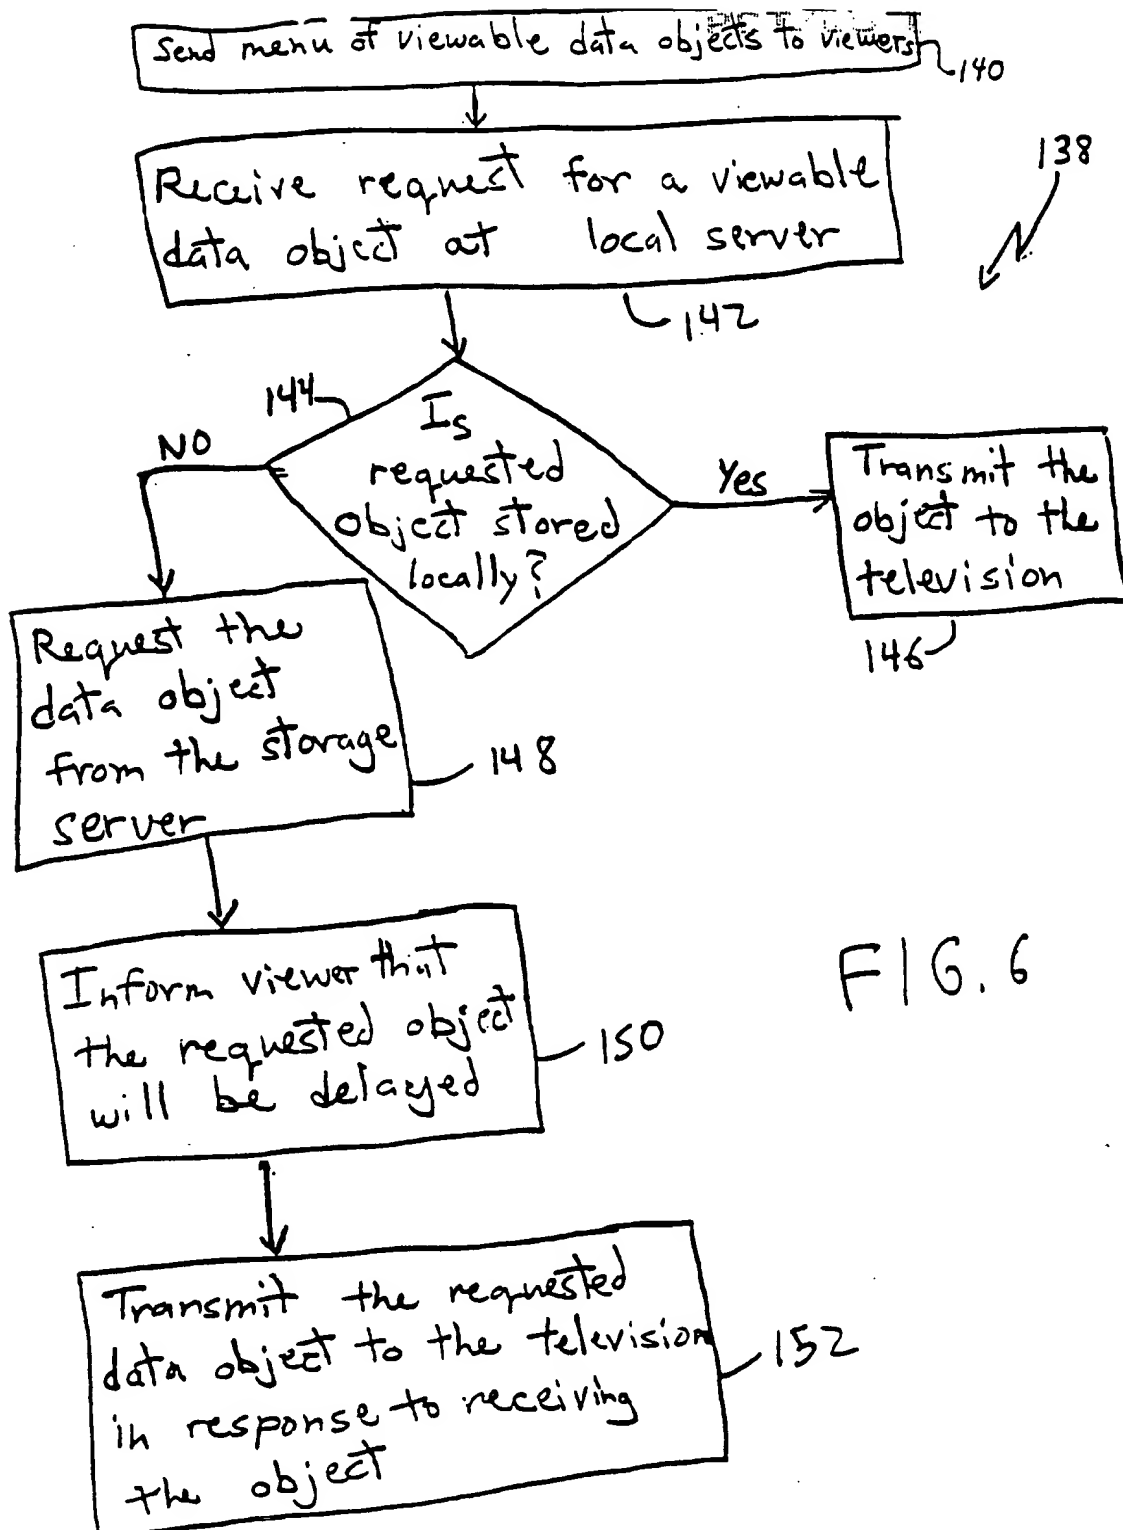 Send menu of viewable data objects to viewers
140
Receive request for a viewable
data object at local server
138
142
144
Is
requested
object stored
locally?
NO
Yes
Transmit the
object to the
television
146
Request the
data object
from the storage
server
148
Inform viewer that
the requested object
will be delayed
150
FIG. 6
Transmit the requested
data object to the television
in response to receiving
the object
152